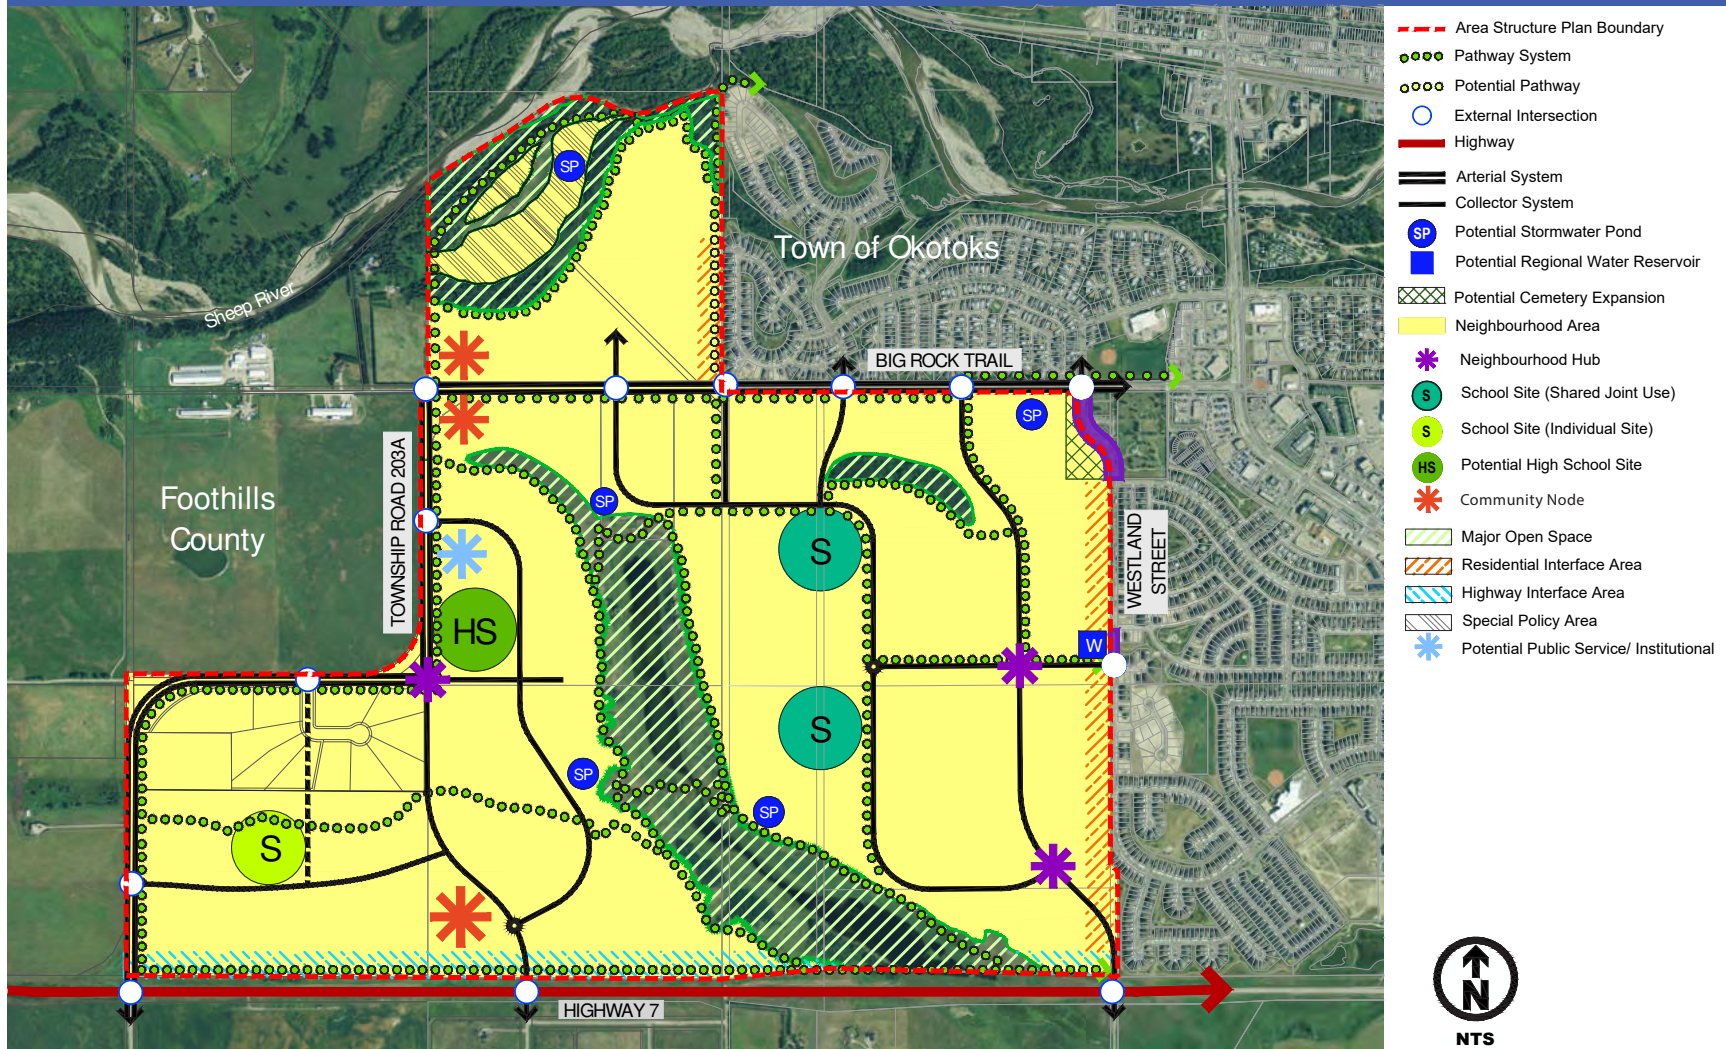 Town of Okotoks
Sheep River
BIG ROCK TRAIL
TOWNSHIP ROAD 203A
Foothills
County
WESTLAND
STREET
HIGHWAY 7
SP
SP
SP
SP
SP
S
S
S
HS
W
Area Structure Plan Boundary
Pathway System
Potential Pathway
External Intersection
Highway
Arterial System
Collector System
SP Potential Stormwater Pond
Potential Regional Water Reservoir
Potential Cemetery Expansion
Neighbourhood Area
Neighbourhood Hub
S School Site (Shared Joint Use)
S School Site (Individual Site)
HS Potential High School Site
Community Node
Major Open Space
Residential Interface Area
Highway Interface Area
Special Policy Area
Potential Public Service/ Institutional
N
NTS